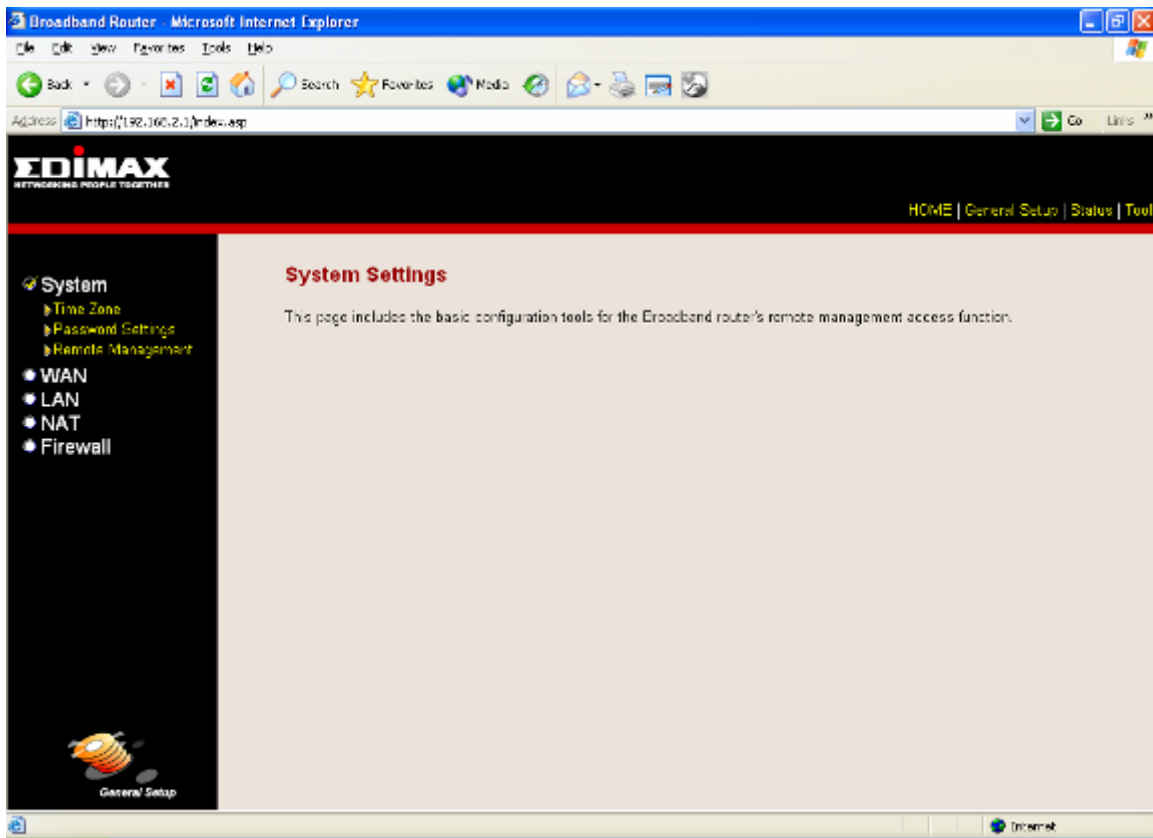 Broadband Router - Microsoft Internet Explorer
File Edit View Favorites Tools Help
Back Search Favorites Media
Address http://192.168.2.1/index.asp Go Links »
EDIMAX
NETWORKING PEOPLE TOGETHER
HOME | General Setup | Status | Tool
System
Time Zone
Password Settings
Remote Management
WAN
LAN
NAT
Firewall
System Settings
This page includes the basic configuration tools for the Broadband router's remote management access function.
General Setup
Internet